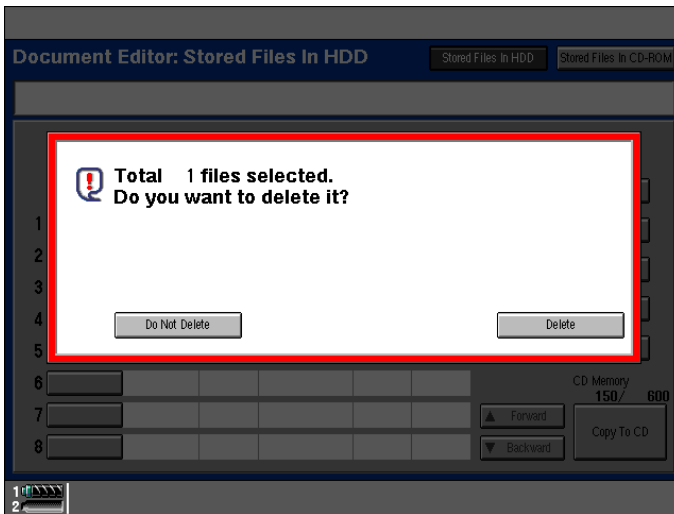 Document Editor: Stored Files In HDD
Stored Files In HDD
Stored Files In CD-ROM
Total 1 files selected.
Do you want to delete it?
Do Not Delete
Delete
1
2
3
4
5
6
7
8
CD Memory
150/ 600
Forward
Backward
Copy To CD
1
2